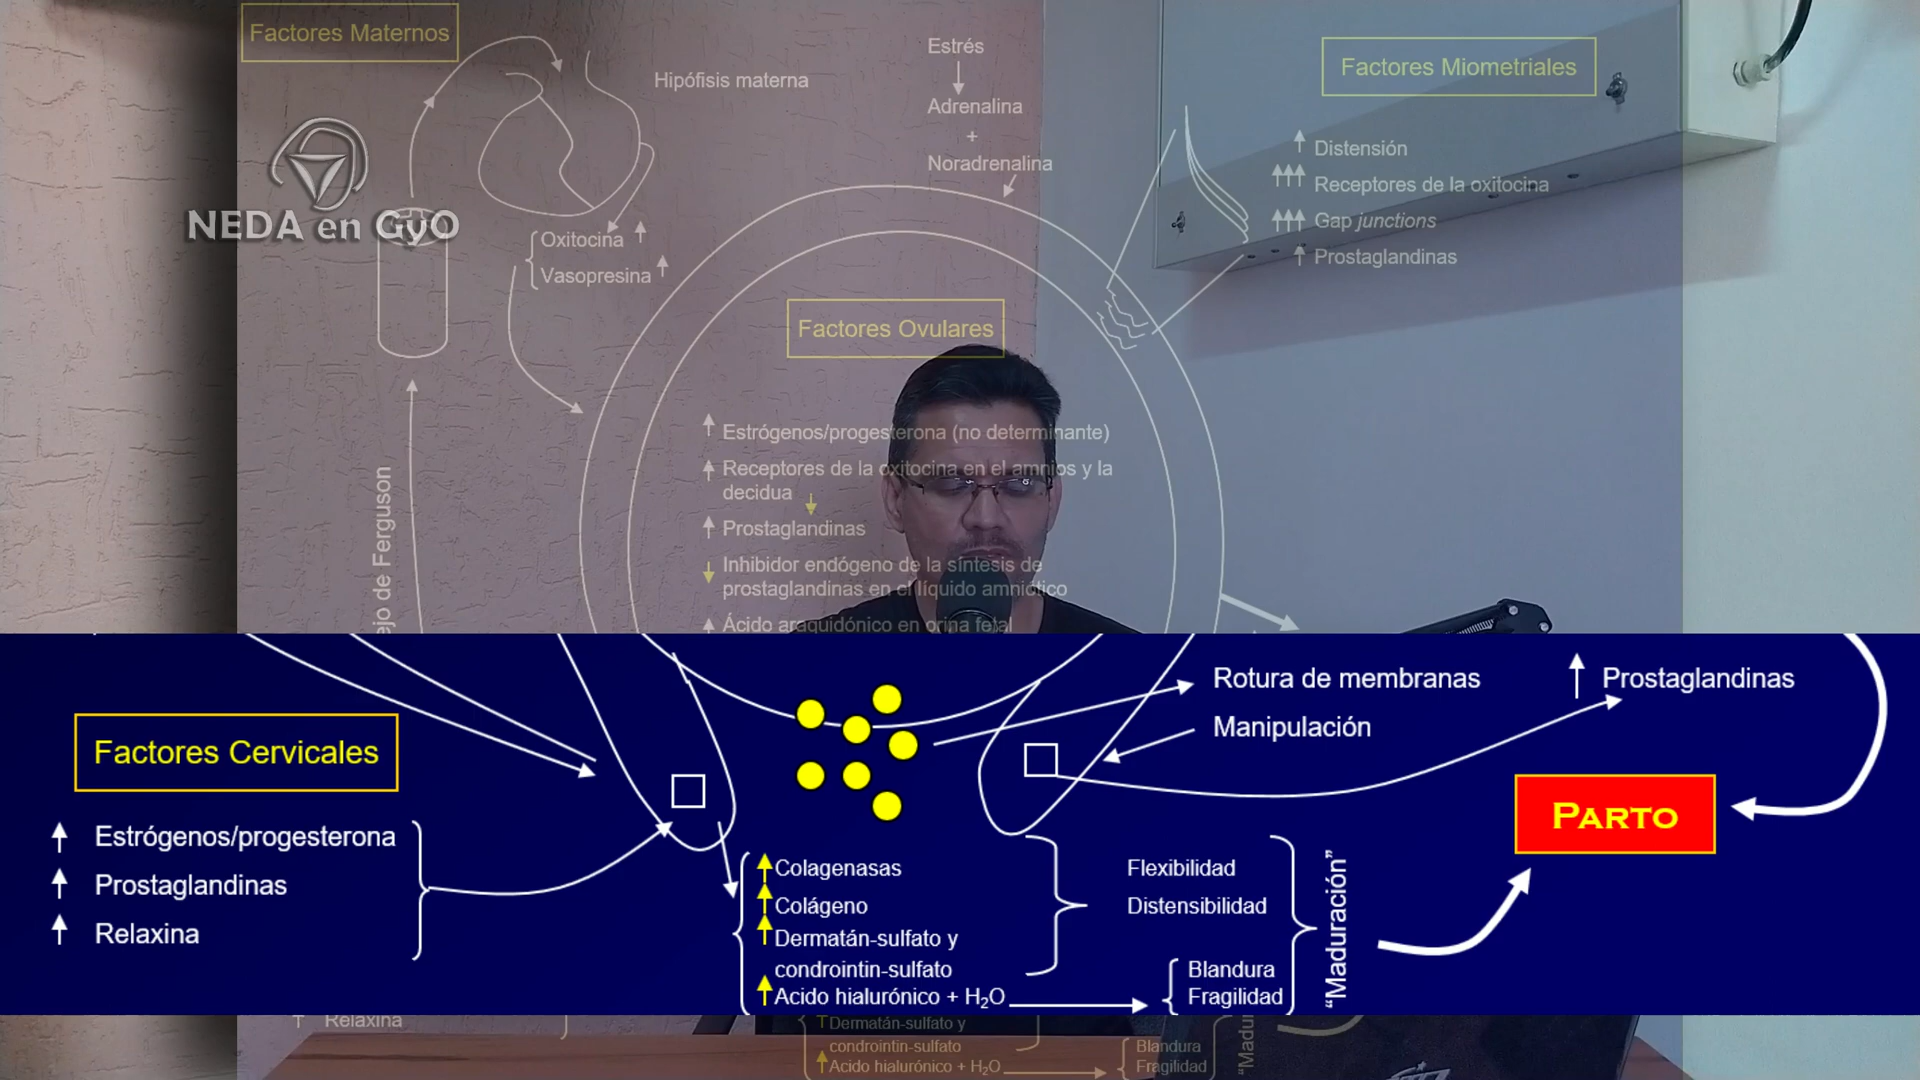 Factores Maternos
Hipófisis materna
Estrés
Adrenalina
+
Noradrenalina
Factores Miometriales
Distensión
Receptores de la oxitocina
Gap junctions
Prostaglandinas
NEDA en GyO
Oxitocina
Vasopresina
Factores Ovulares
Estrógenos/progesterona (no determinante)
Receptores de la oxitocina en el amnios y la
decidua
Prostaglandinas
Inhibidor endógeno de la síntesis de
prostaglandinas en el líquido amniótico
Ácido araquidónico en orina fetal
de Ferguson
Rotura de membranas
Prostaglandinas
Manipulación
Factores Cervicales
Estrógenos/progesterona
Prostaglandinas
Relaxina
PARTO
Colagenasas
Colágeno
Dermatán-sulfato y
condrointin-sulfato
Acido hialurónico + H₂O
Flexibilidad
Distensibilidad
Blandura
Fragilidad
“Maduración”
Relaxina
Dermatán-sulfato y
condrointin-sulfato
Acido hialurónico + H₂O
Blandura
Fragilidad